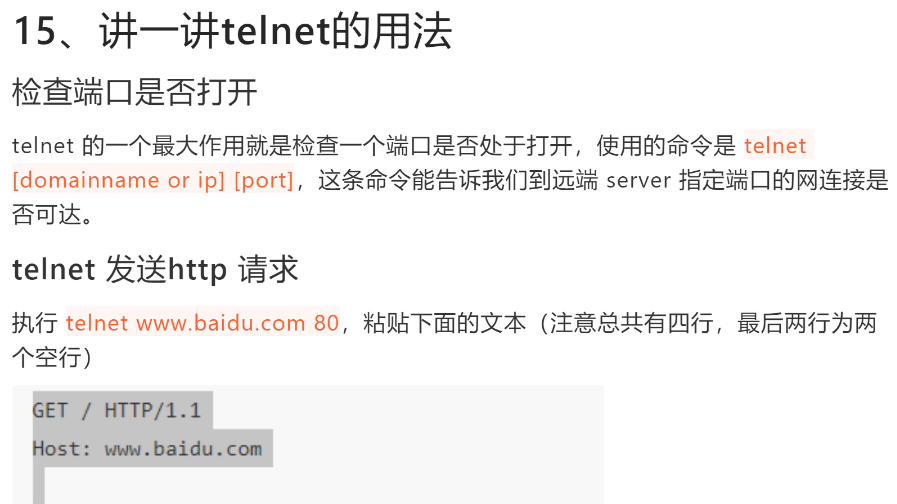 15、讲一讲telnet的用法
检查端口是否打开
telnet 的一个最大作用就是检查一个端口是否处于打开，使用的命令是 telnet
[domainname or ip] [port]，这条命令能告诉我们到远端 server 指定端口的网连接是
否可达。
telnet 发送http 请求
执行 telnet www.baidu.com 80，粘贴下面的文本（注意总共有四行，最后两行为两
个空行）
GET / HTTP/1.1
Host: www.baidu.com